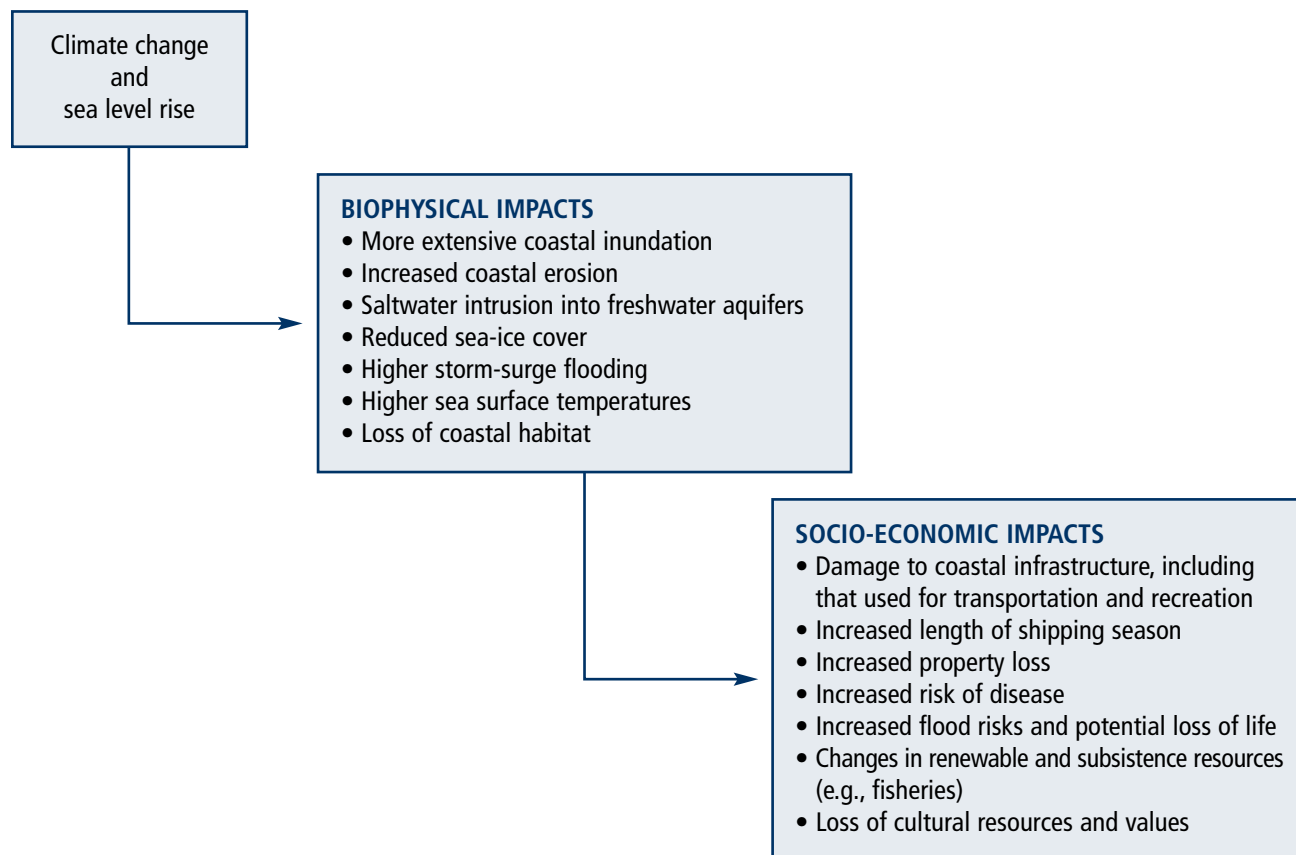 Climate change
and
sea level rise
BIOPHYSICAL IMPACTS
• More extensive coastal inundation
• Increased coastal erosion
• Saltwater intrusion into freshwater aquifers
• Reduced sea-ice cover
• Higher storm-surge flooding
• Higher sea surface temperatures
• Loss of coastal habitat
SOCIO-ECONOMIC IMPACTS
• Damage to coastal infrastructure, including
that used for transportation and recreation
• Increased length of shipping season
• Increased property loss
• Increased risk of disease
• Increased flood risks and potential loss of life
• Changes in renewable and subsistence resources
(e.g., fisheries)
• Loss of cultural resources and values